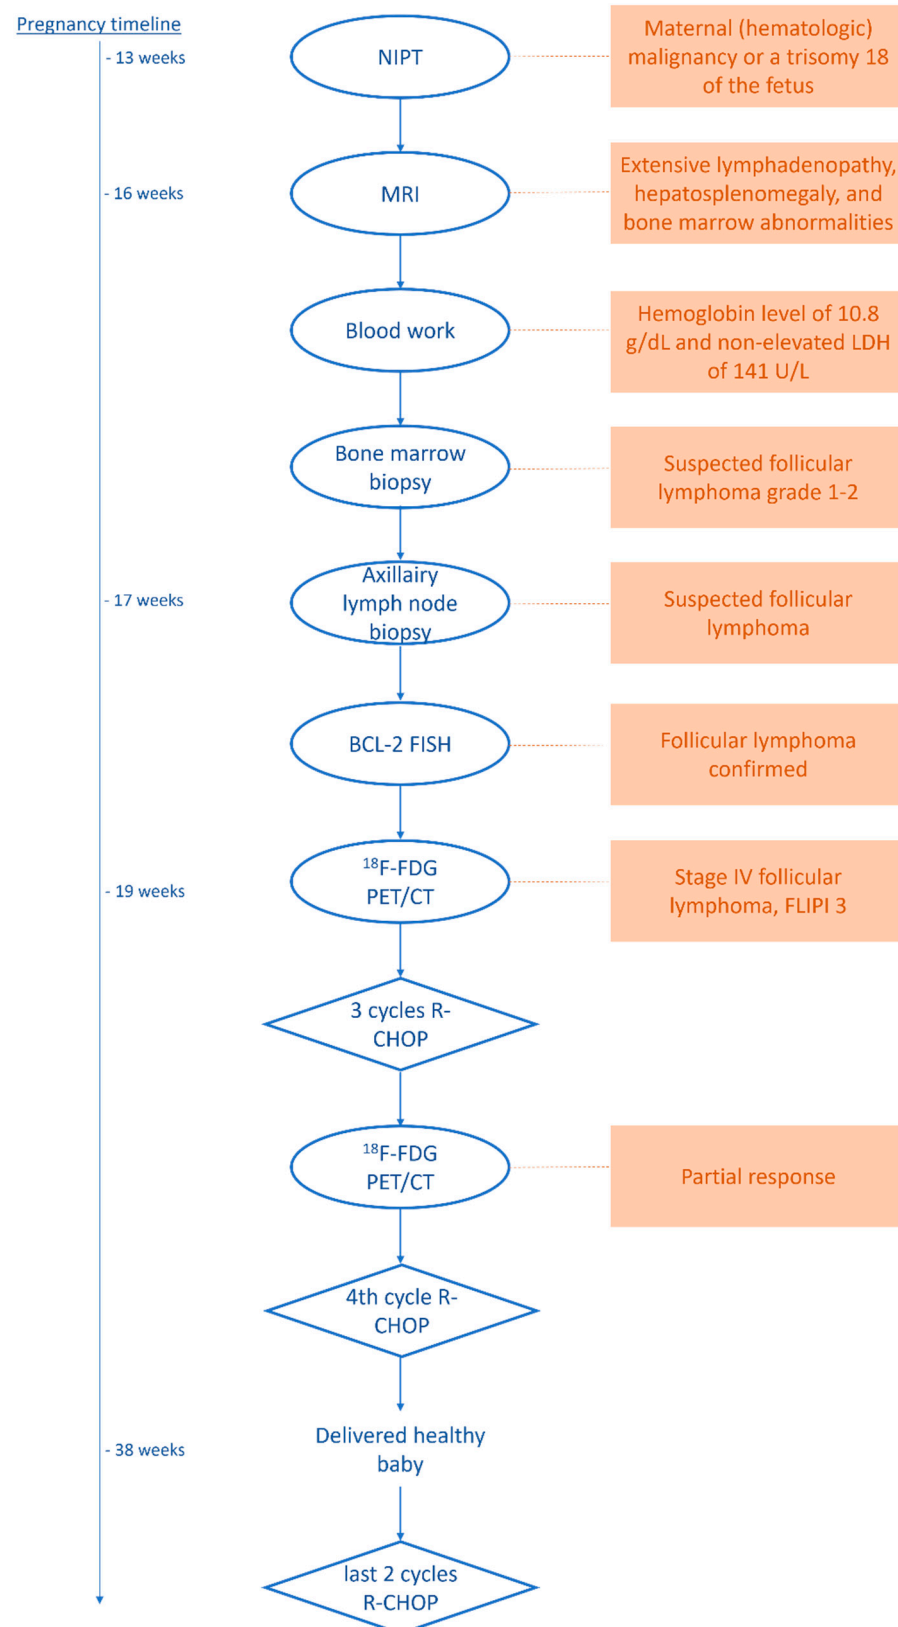 Pregnancy timeline
- 13 weeks
NIPT
Maternal (hematologic)
malignancy or a trisomy 18
of the fetus
- 16 weeks
MRI
Extensive lymphadenopathy,
hepatosplenomegaly, and
bone marrow abnormalities
Blood work
Hemoglobin level of 10.8
g/dL and non-elevated LDH
of 141 U/L
Bone marrow
biopsy
Suspected follicular
lymphoma grade 1-2
- 17 weeks
Axillairy
lymph node
biopsy
Suspected follicular
lymphoma
BCL-2 FISH
Follicular lymphoma
confirmed
- 19 weeks
18F-FDG
PET/CT
Stage IV follicular
lymphoma, FLIPI 3
3 cycles R-
CHOP
18F-FDG
PET/CT
Partial response
4th cycle R-
CHOP
- 38 weeks
Delivered healthy
baby
last 2 cycles
R-CHOP